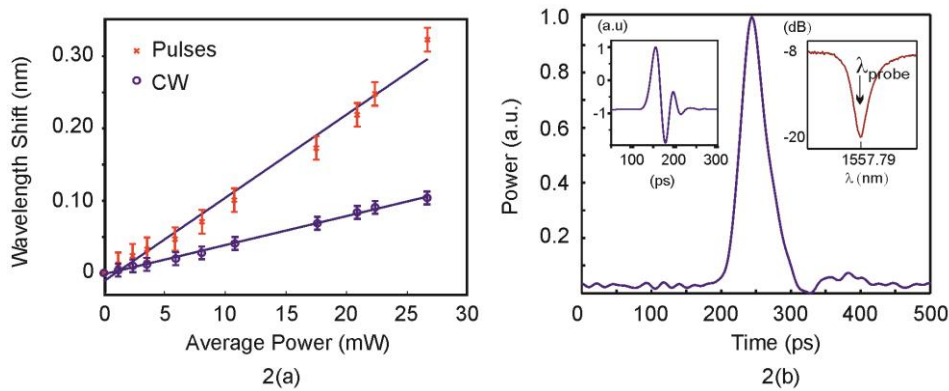 Pulses
CW
0.30
0.20
0.10
0
0
5
10
15
20
25
30
Wavelength Shift (nm)
Average Power (mW)
2(a)
(a.u)
1
0
-1
50
100
200
300
(ps)
(dB)
-8
-20
λprobe
1557.79
λ (nm)
1.0
0.8
0.6
0.4
0.2
0
100
200
300
400
500
Power (a.u.)
Time (ps)
2(b)